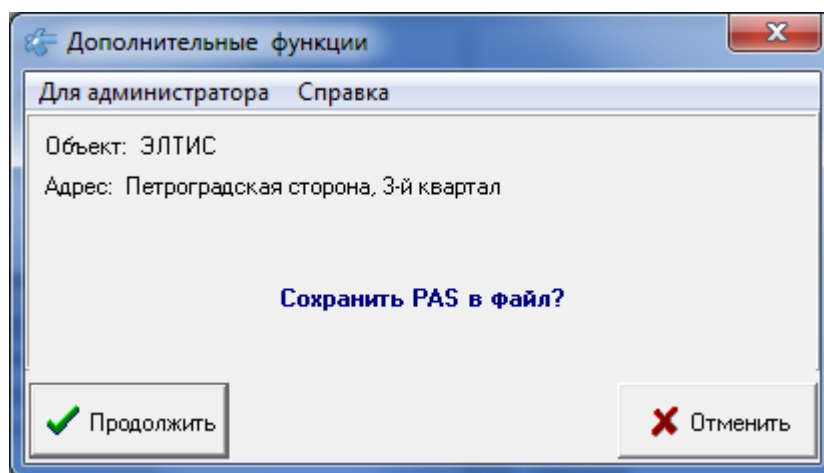 Дополнительные функции
Для администратора Справка
Объект: ЭЛТИС
Адрес: Петроградская сторона, 3-й квартал
Сохранить PAS в файл?
Продолжить Отменить